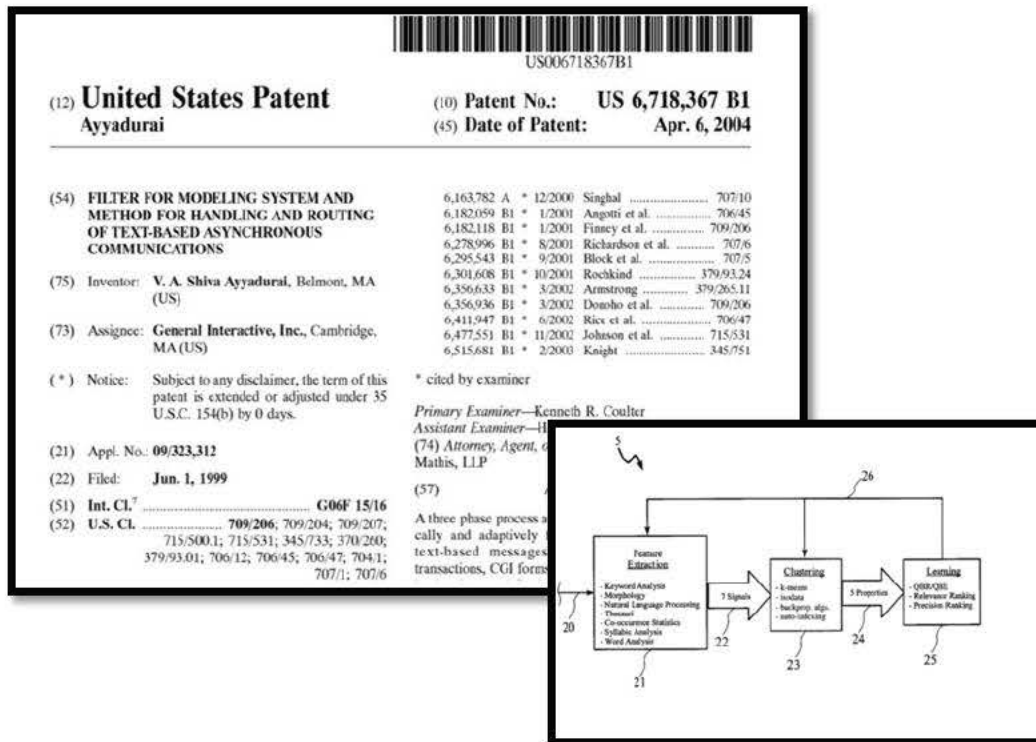 US006718367B1
(12) United States Patent
Ayyadurai
(10) Patent No.: US 6,718,367 B1
(45) Date of Patent: Apr. 6, 2004
(54) FILTER FOR MODELING SYSTEM AND
METHOD FOR HANDLING AND ROUTING
OF TEXT-BASED ASYNCHRONOUS
COMMUNICATIONS
(75) Inventor: V. A. Shiva Ayyadurai, Belmont, MA
(US)
(73) Assignee: General Interactive, Inc., Cambridge,
MA (US)
( * ) Notice: Subject to any disclaimer, the term of this
patent is extended or adjusted under 35
U.S.C. 154(b) by 0 days.
(21) Appl. No.: 09/323,312
(22) Filed: Jun. 1, 1999
(51) Int. Cl.7 .................... G06F 15/16
(52) U.S. Cl. .................... 709/206; 709/204; 709/207;
715/500.1; 715/531; 345/733; 370/260;
379/93.01; 706/12; 706/45; 706/47; 704/1;
707/1; 707/6
6,163,782 A * 12/2000 Singhal .................... 707/10
6,182,059 B1 * 1/2001 Angotti et al. .............. 706/45
6,182,118 B1 * 1/2001 Finney et al. .............. 709/206
6,278,996 B1 * 8/2001 Richardson et al. .......... 707/6
6,295,543 B1 * 9/2001 Block et al. ................ 707/5
6,301,608 B1 * 10/2001 Rochkind ................ 379/93.24
6,356,633 B1 * 3/2002 Armstrong ............ 379/265.11
6,356,936 B1 * 3/2002 Donoho et al. ............ 709/206
6,411,947 B1 * 6/2002 Rice et al. ................ 706/47
6,477,551 B1 * 11/2002 Johnson et al. ............ 715/531
6,515,681 B1 * 2/2003 Knight .................... 345/751
* cited by examiner
Primary Examiner—Kenneth R. Coulter
Assistant Examiner—H
(74) Attorney, Agent, o
Mathis, LLP
(57) A
A three phase process a
cally and adaptively
text-based messages
transactions, CGI forms
5
26
20
Feature
Extraction
- Keyword Analysis
- Morphology
- Natural Language Processing
- Thesauri
- Co-occurence Statistics
- Syllabic Analysis
- Word Analysis
21
7 Signals
22
Clustering
- k-means
- isodata
- backprop. algs.
- auto-indexing
23
5 Properties
24
Learning
- QBR/QBE
- Relevance Ranking
- Precision Ranking
25